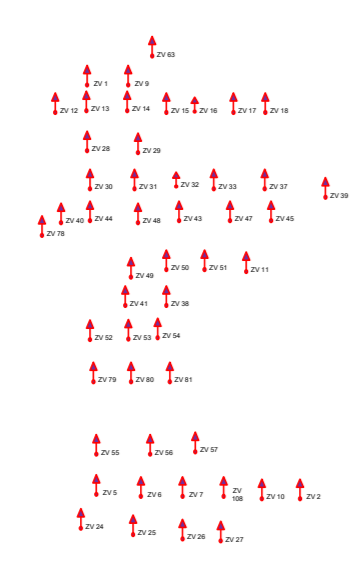 ZV 63
ZV 1 ZV 9
ZV 12 ZV 13 ZV 14 ZV 15 ZV 16 ZV 17 ZV 18
ZV 28 ZV 29
ZV 30 ZV 31 ZV 32 ZV 33 ZV 37
ZV 39
ZV 40 ZV 44 ZV 48 ZV 43 ZV 47 ZV 45
ZV 78
ZV 49 ZV 50 ZV 51 ZV 11
ZV 41 ZV 38
ZV 52 ZV 53 ZV 54
ZV 79 ZV 80 ZV 81
ZV 55 ZV 56 ZV 57
ZV 5 ZV 6 ZV 7 ZV
108 ZV 10 ZV 2
ZV 24 ZV 25 ZV 26 ZV 27